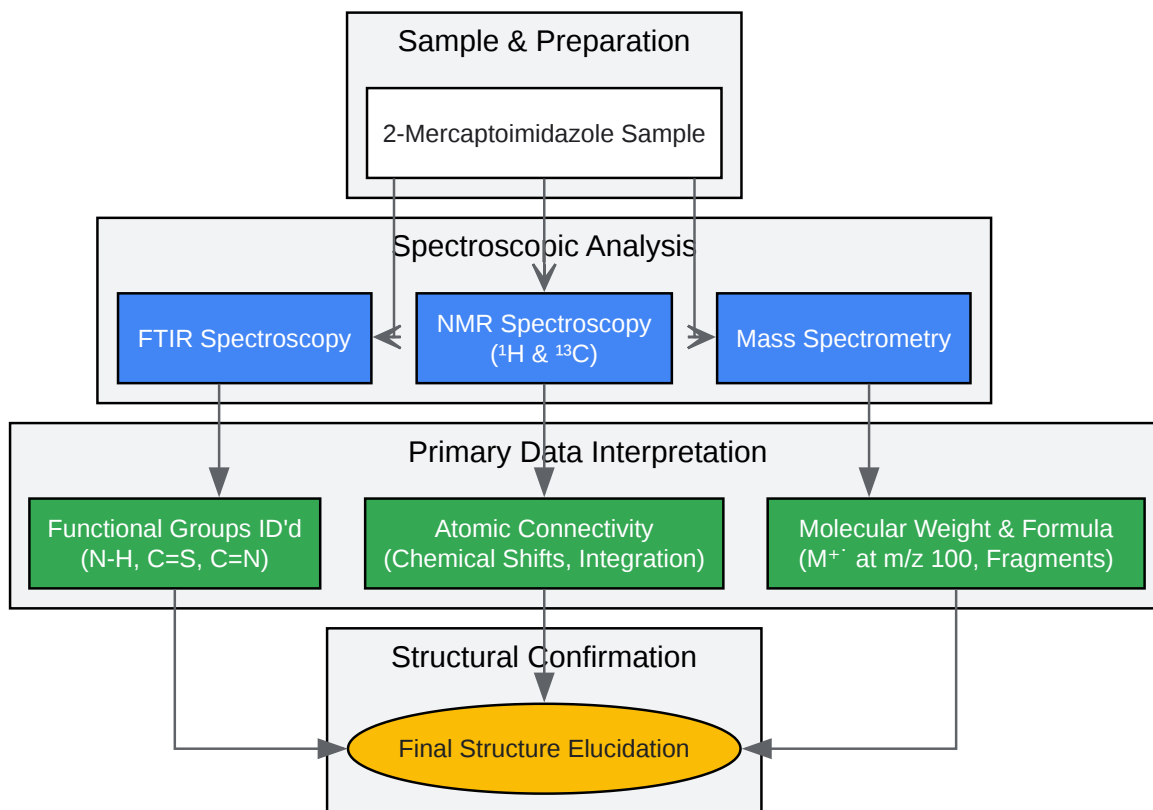 Sample & Preparation
2-Mercaptoimidazole Sample
Spectroscopic Analysis
FTIR Spectroscopy
NMR Spectroscopy
(¹H & ¹³C)
Mass Spectrometry
Primary Data Interpretation
Functional Groups ID'd
(N-H, C=S, C=N)
Atomic Connectivity
(Chemical Shifts, Integration)
Molecular Weight & Formula
(M⁺˙ at m/z 100, Fragments)
Structural Confirmation
Final Structure Elucidation